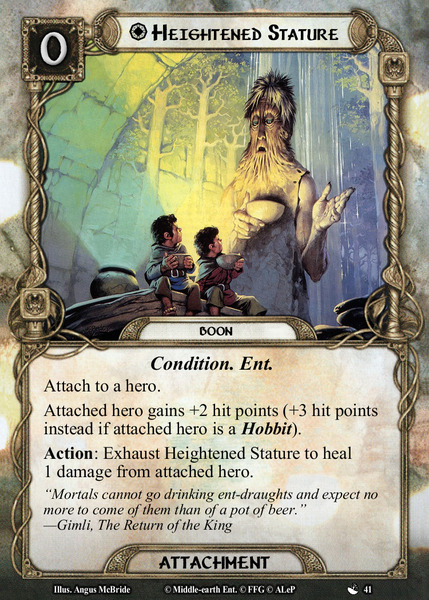 0
Heightened Stature
BOON
Condition. Ent.
Attach to a hero.
Attached hero gains +2 hit points (+3 hit points
instead if attached hero is a Hobbit).
Action: Exhaust Heightened Stature to heal
1 damage from attached hero.
“Mortals cannot go drinking ent-draughts and expect no
more to come of them than of a pot of beer.”
—Gimli, The Return of the King
ATTACHMENT
Illus. Angus McBride © Middle-earth Ent. © FFG © ALeP 41